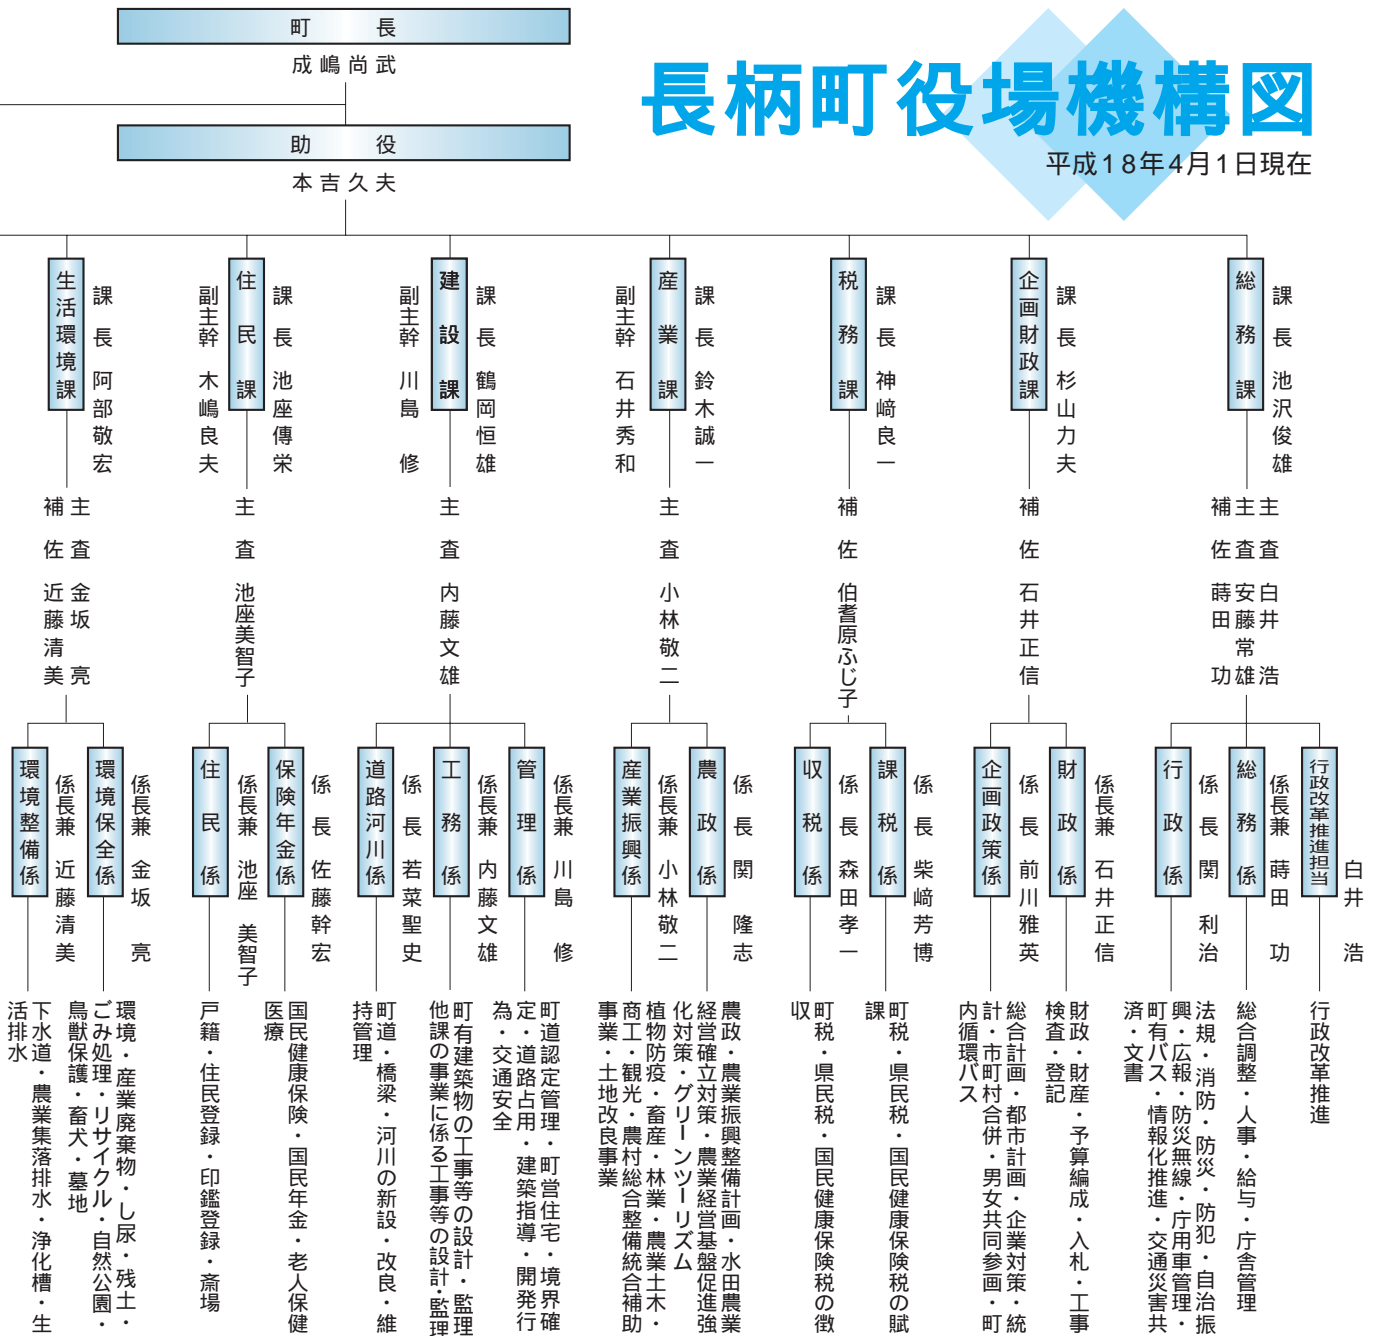 長柄町役場機構図
平成18年4月1日現在
町長
成嶋尚武
助役
本吉久夫
総務課
課長 池沢俊雄
主査 白井 浩
主査 安藤常雄
補佐 蒔田 功
行政改革推進担当
白井 浩
行政改革推進
総務係
係長兼 蒔田 功
総合調整・人事・給与・庁舎管理
行政係
係長 関 利治
法規・消防・防災・防犯・自治振
興・広報・防災無線・庁用車管理・
町有バス・情報化推進・交通災害共
済・文書
企画財政課
課長 杉山力夫
補佐 石井正信
財政係
係長兼 石井正信
財政・財産・予算編成・入札・工事
検査・登記
企画政策係
係長 前川雅英
総合計画・都市計画・企業対策・統
計・市町村合併・男女共同参画・町
内循環バス
税務課
課長 神﨑良一
補佐 伯耆原ふじ子
課税係
係長 柴﨑芳博
町税・県民税・国民健康保険税の賦
課
収税係
係長 森田孝一
町税・県民税・国民健康保険税の徴
収
産業課
課長 鈴木誠一
副主幹 石井秀和
主査 小林敬二
農政係
係長 関 隆志
農政・農業振興整備計画・水田農業
経営確立対策・農業経営基盤促進強
化対策・グリーンツーリズム
産業振興係
係長兼 小林敬二
植物防疫・畜産・林業・農業土木・
商工・観光・農村総合整備統合補助
事業・土地改良事業
建設課
課長 鶴岡恒雄
副主幹 川島 修
主査 内藤文雄
管理係
係長兼 川島 修
町道認定管理・町営住宅・境界確
定・道路占用・建築指導・開発行
為・交通安全
工務係
係長兼 内藤文雄
町有建築物の工事等の設計・監理
他課の事業に係る工事等の設計・監理
道路河川係
係長 若菜聖史
町道・橋梁・河川の新設・改良・維
持管理
住民課
課長 池座傳栄
副主幹 木嶋良夫
主査 池座美智子
保険年金係
係長 佐藤幹宏
国民健康保険・国民年金・老人保健
医療
住民係
係長兼 池座 美智子
戸籍・住民登録・印鑑登録・斎場
生活環境課
課長 阿部敬宏
主査 金坂 亮
補佐 近藤清美
環境保全係
係長兼 金坂 亮
環境・産業廃棄物・し尿・残土・
ごみ処理・リサイクル・自然公園・
鳥獣保護・畜犬・墓地
環境整備係
係長兼 近藤清美
下水道・農業集落排水・浄化槽・生
活排水